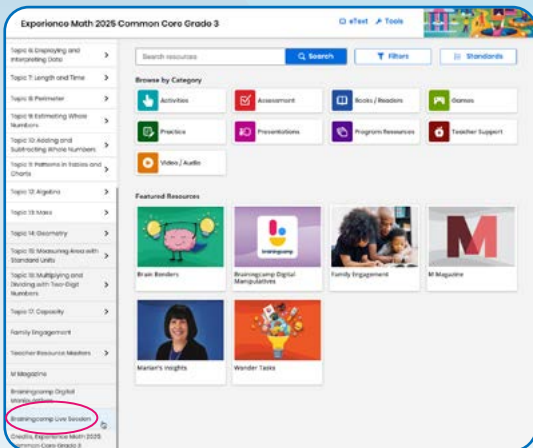 Experience Math 2025 Common Core Grade 3
eText
Tools
Topic 6: Displaying and
Interpreting Data
Topic 7: Length and Time
Topic 8: Perimeter
Topic 9: Estimating Whole
Numbers
Topic 10: Adding and
Subtracting Whole Numbers
Topic 11: Patterns in Tables and
Charts
Topic 12: Algebra
Topic 13: Mass
Topic 14: Geometry
Topic 15: Measuring Area with
Standard Units
Topic 16: Multiplying and
Dividing with Two-Digit
Numbers
Topic 17: Capacity
Family Engagement
Teacher Resource Masters
M Magazine
Brainingcamp Digital
Manipulatives
Brainingcamp Live Session
Credits, Experience Math 2025
Common Core Grade 3
Search resources
Search
Filters
Standards
Browse by Category
Activities
Assessment
Books / Readers
Games
Practice
Presentations
Program Resources
Teacher Support
Video / Audio
Featured Resources
brainingcamp
M
Brain Benders
Brainingcamp Digital
Manipulatives
Family Engagement
M Magazine
Marian's Insights
Wonder Tasks